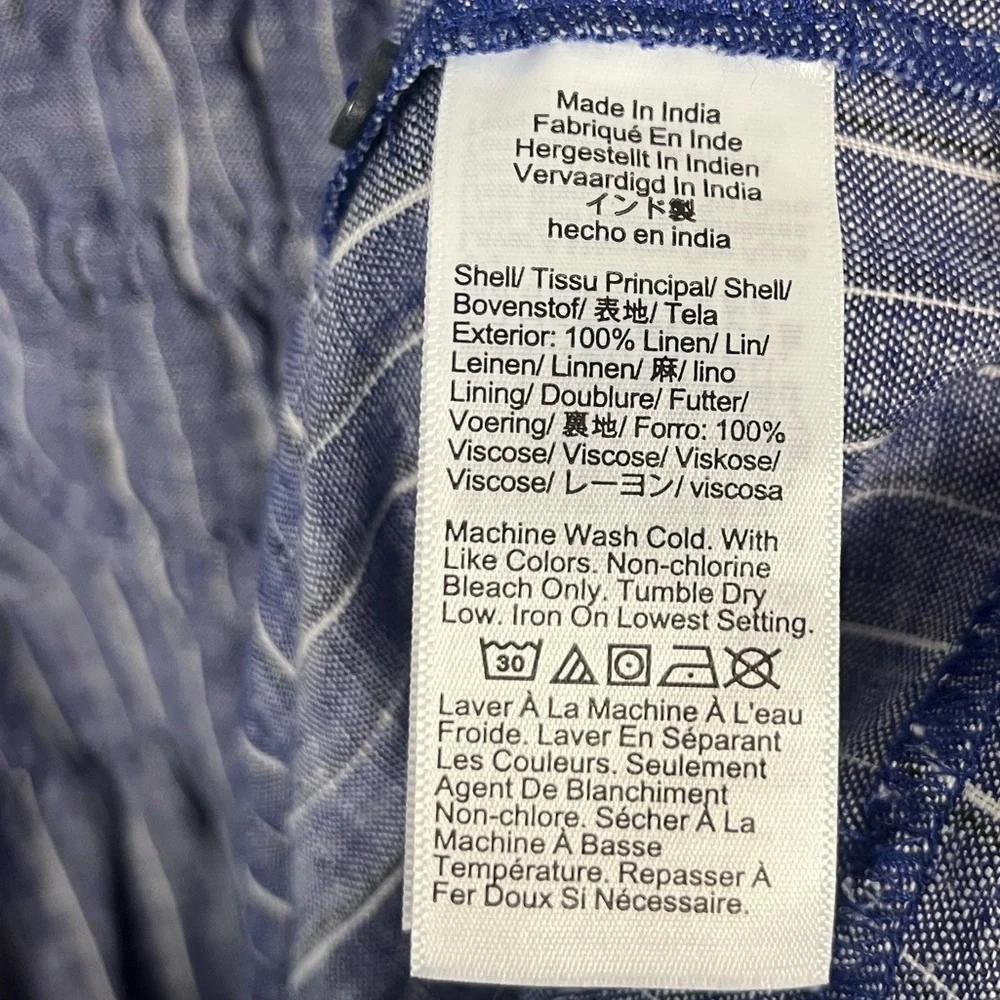 Made In India
Fabriqué En Inde
Hergestellt In Indien
Vervaardigd In India
インド製
hecho en india
Shell/ Tissu Principal/ Shell/
Bovenstof/ 表地/ Tela
Exterior: 100% Linen/ Lin/
Leinen/ Linnen/ 麻/ lino
Lining/ Doublure/ Futter/
Voering/ 裏地/ Forro: 100%
Viscose/ Viscose/ Viskose/
Viscose/ レーヨン/ viscosa
Machine Wash Cold. With
Like Colors. Non-chlorine
Bleach Only. Tumble Dry
Low. Iron On Lowest Setting.
30
Laver À La Machine À L'eau
Froide. Laver En Séparant
Les Couleurs. Seulement
Agent De Blanchiment
Non-chlore. Sécher À La
Machine À Basse
Température. Repasser À
Fer Doux Si Nécessaire.